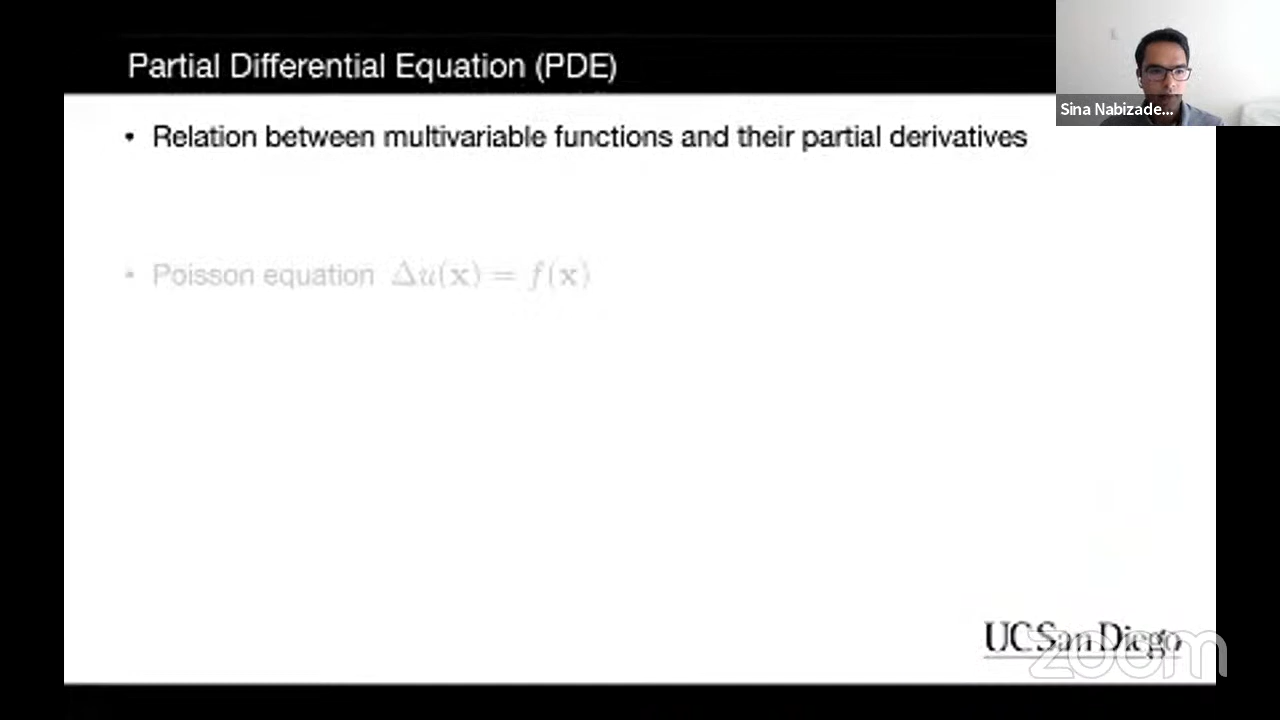 Partial Differential Equation (PDE)
Sina Nabizade...
• Relation between multivariable functions and their partial derivatives
• Poisson equation Δu(x) = f(x)
UC San Diego
zoom